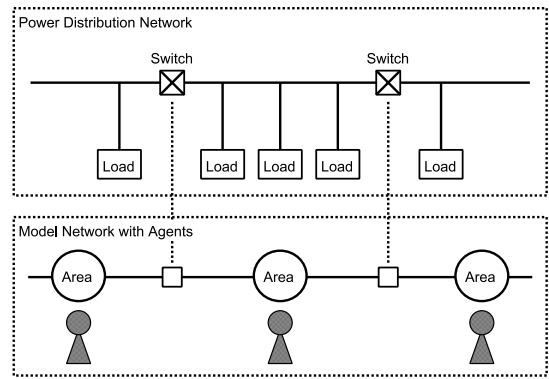 Power Distribution Network
Switch Switch
Load Load Load Load Load
Model Network with Agents
Area Area Area